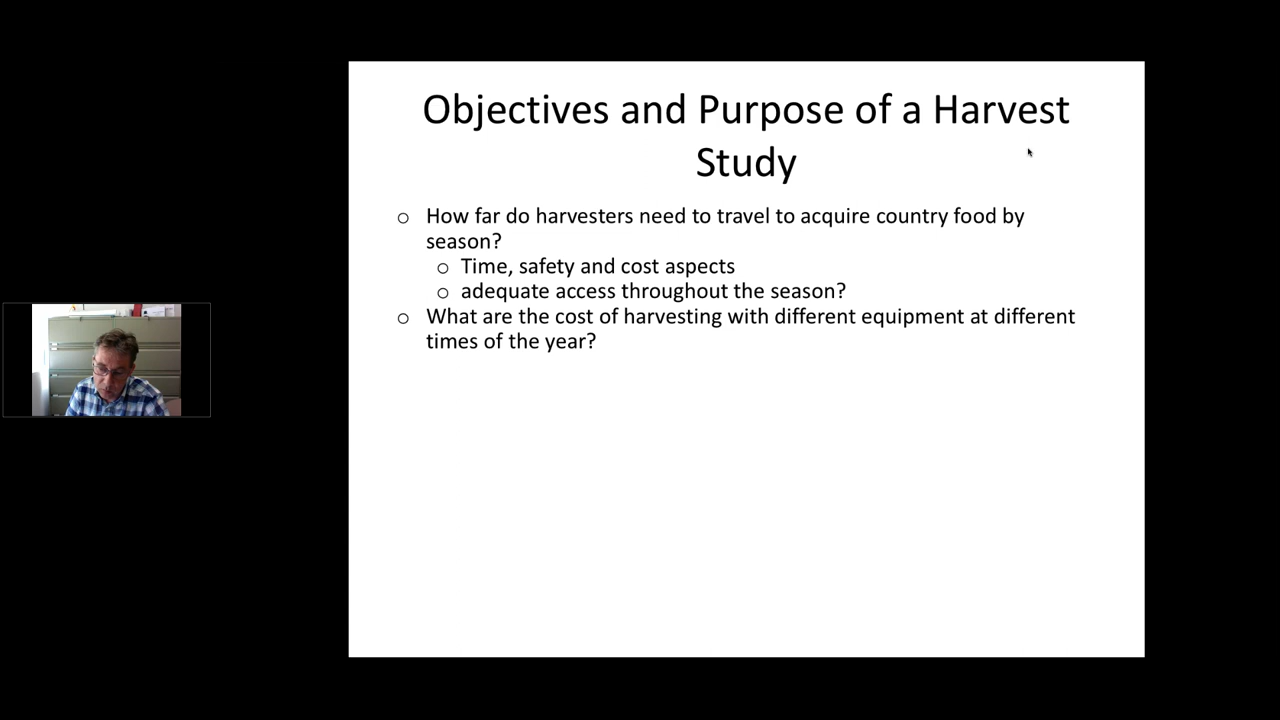 Objectives and Purpose of a Harvest
Study
o How far do harvesters need to travel to acquire country food by
season?
o Time, safety and cost aspects
o adequate access throughout the season?
o What are the cost of harvesting with different equipment at different
times of the year?